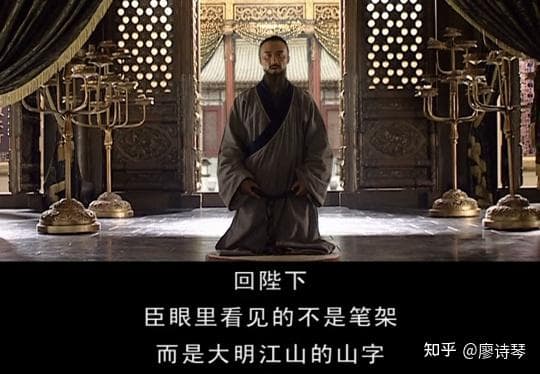 回陛下
臣眼里看见的不是笔架
而是大明江山的山字
知乎 @廖诗琴